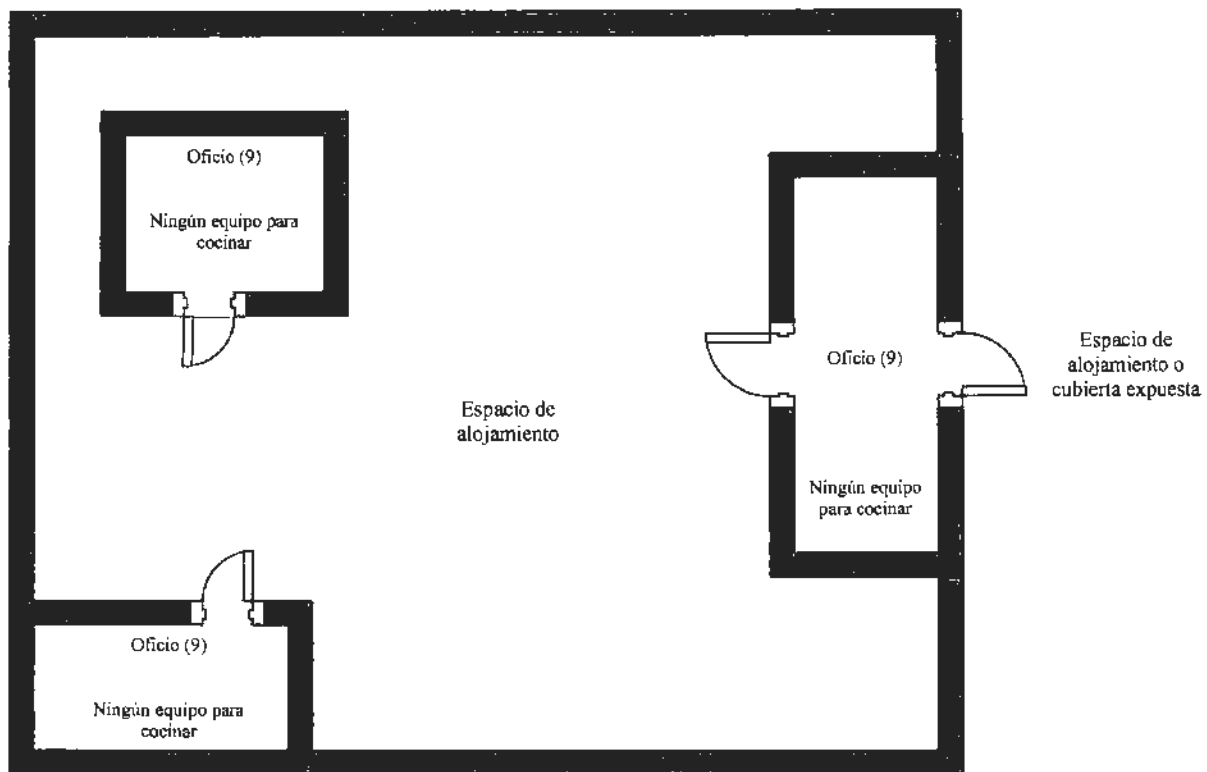 Oficio (9)
Ningún equipo para
cocinar
Espacio de
alojamiento
Oficio (9)
Ningún equipo
para cocinar
Espacio de
alojamiento o
cubierta expuesta
Oficio (9)
Ningún equipo para
cocinar